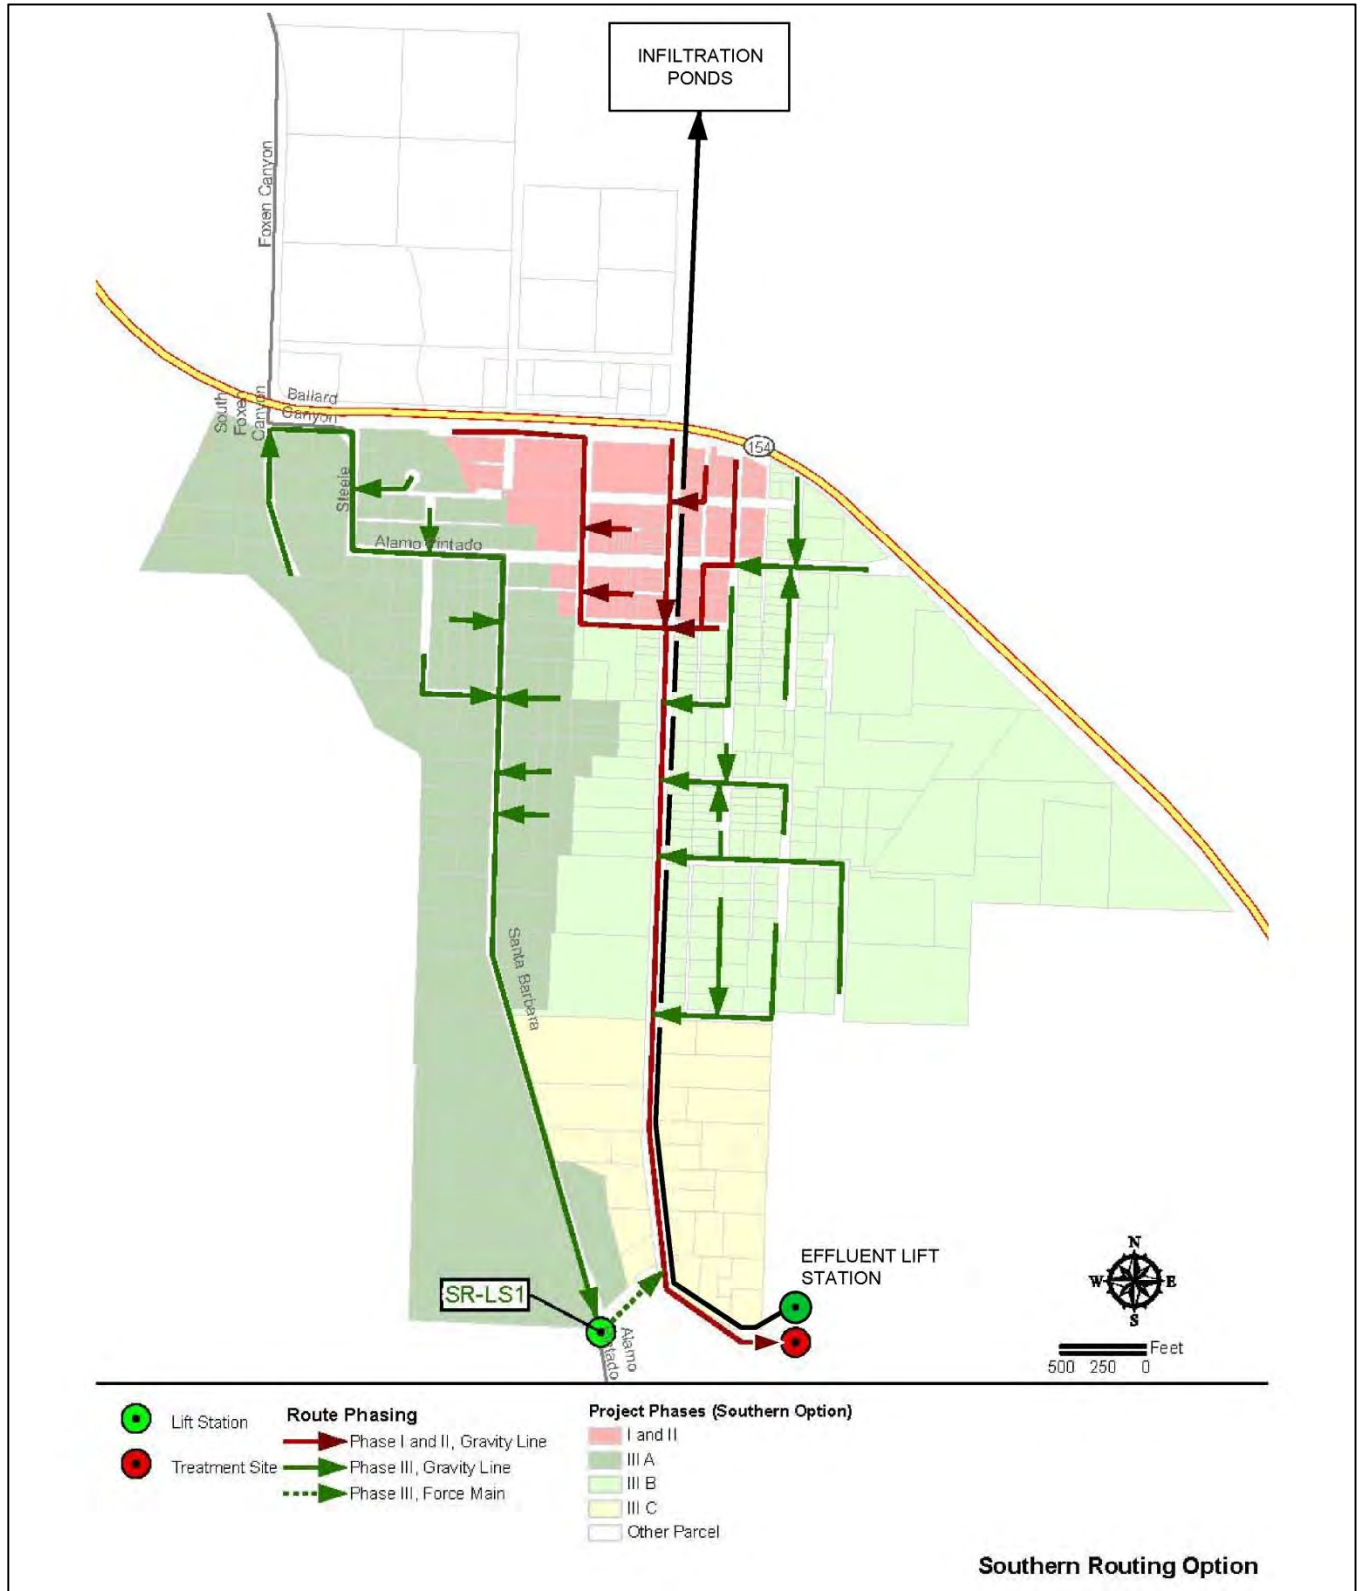 INFILTRATION
PONDS
Foxen Canyon
South
Foxen
Canyon
Ballard
Canyon
154
Steele
Alamo Pintado
Santa Barbara
EFFLUENT LIFT
STATION
SR-LS1
Alamo
ntado
N
W E
S
Feet
500 250 0
Lift Station
Treatment Site
Route Phasing
Phase I and II, Gravity Line
Phase III, Gravity Line
Phase III, Force Main
Project Phases (Southern Option)
I and II
III A
III B
III C
Other Parcel
Southern Routing Option